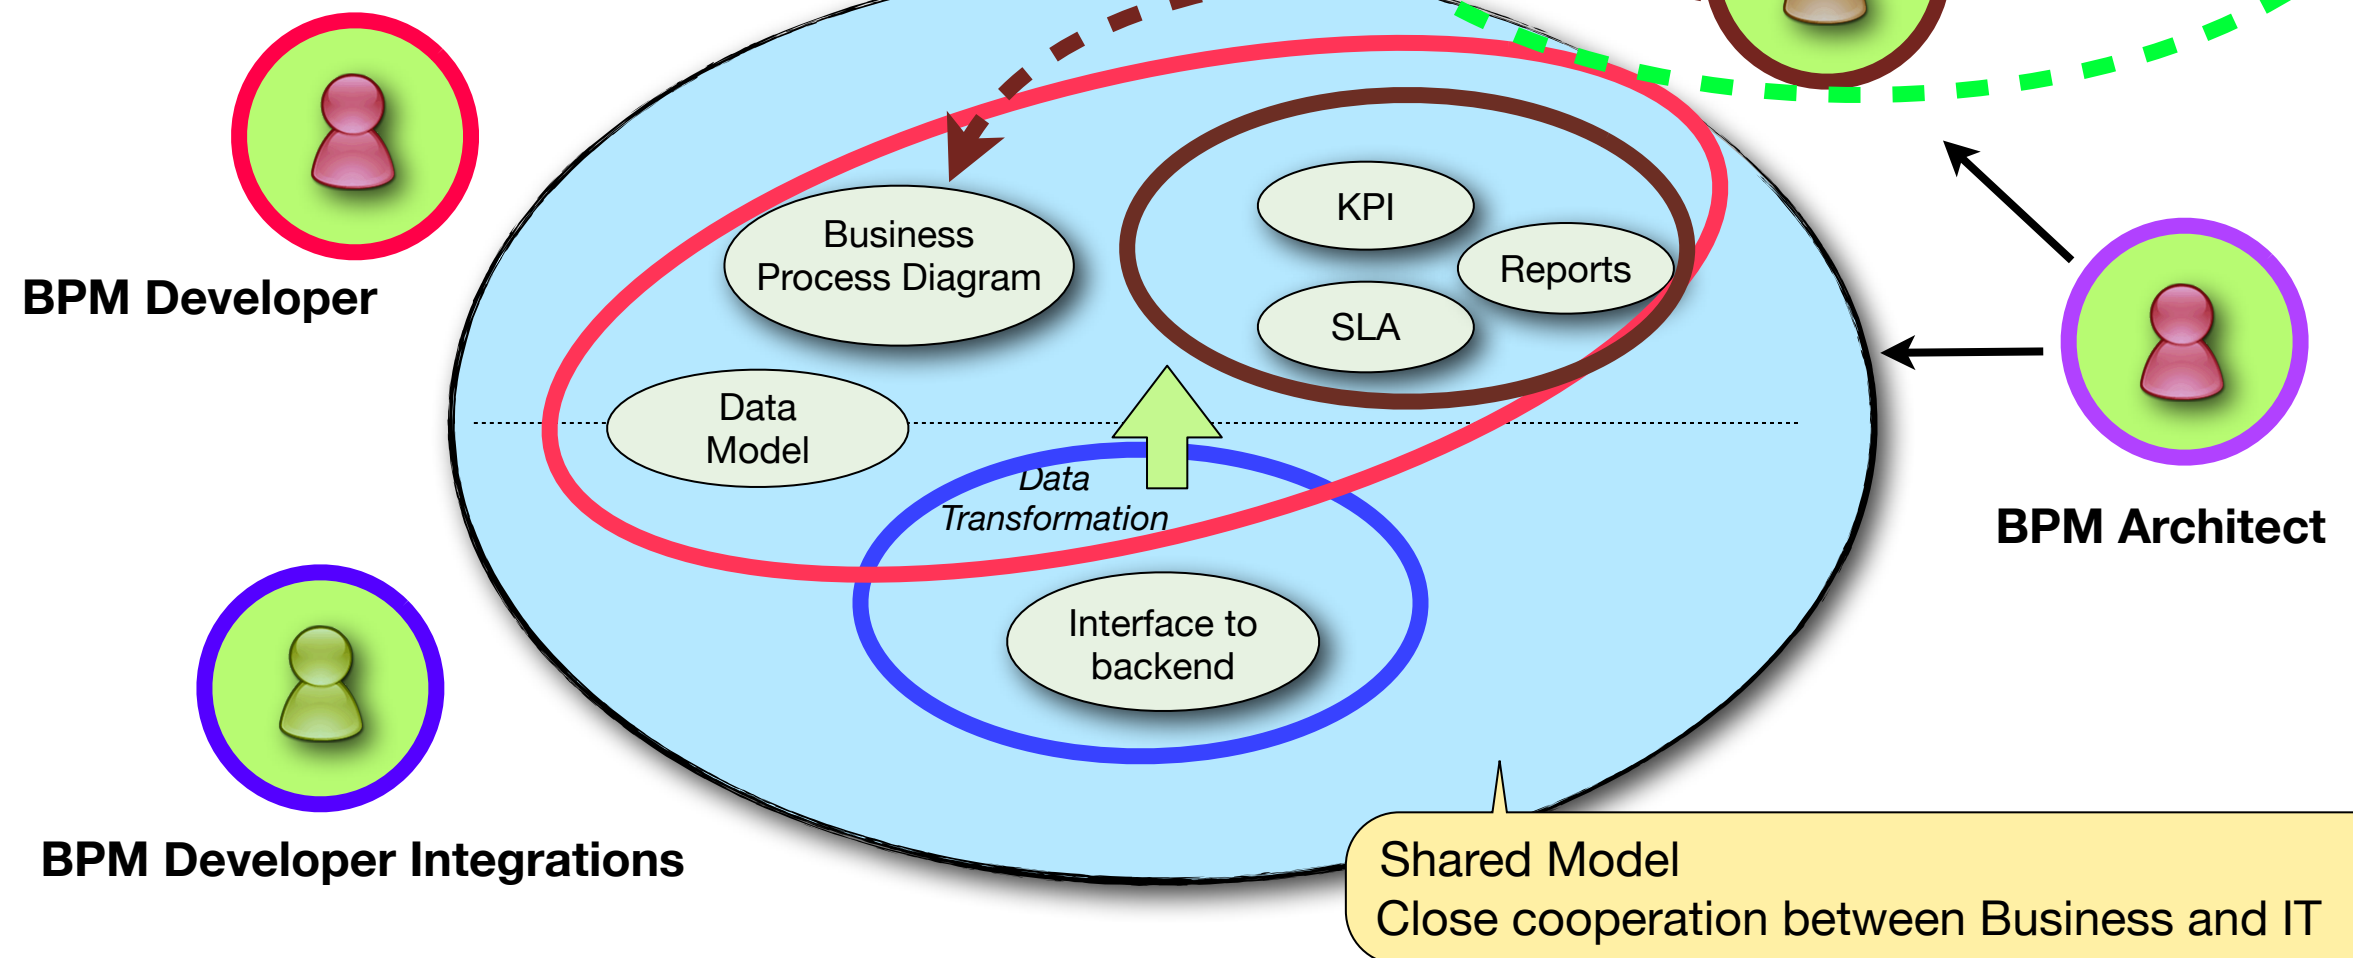 BPM Developer
Business
Process Diagram
KPI
Reports
SLA
Data
Model
Data
Transformation
Interface to
backend
BPM Architect
BPM Developer Integrations
Shared Model
Close cooperation between Business and IT